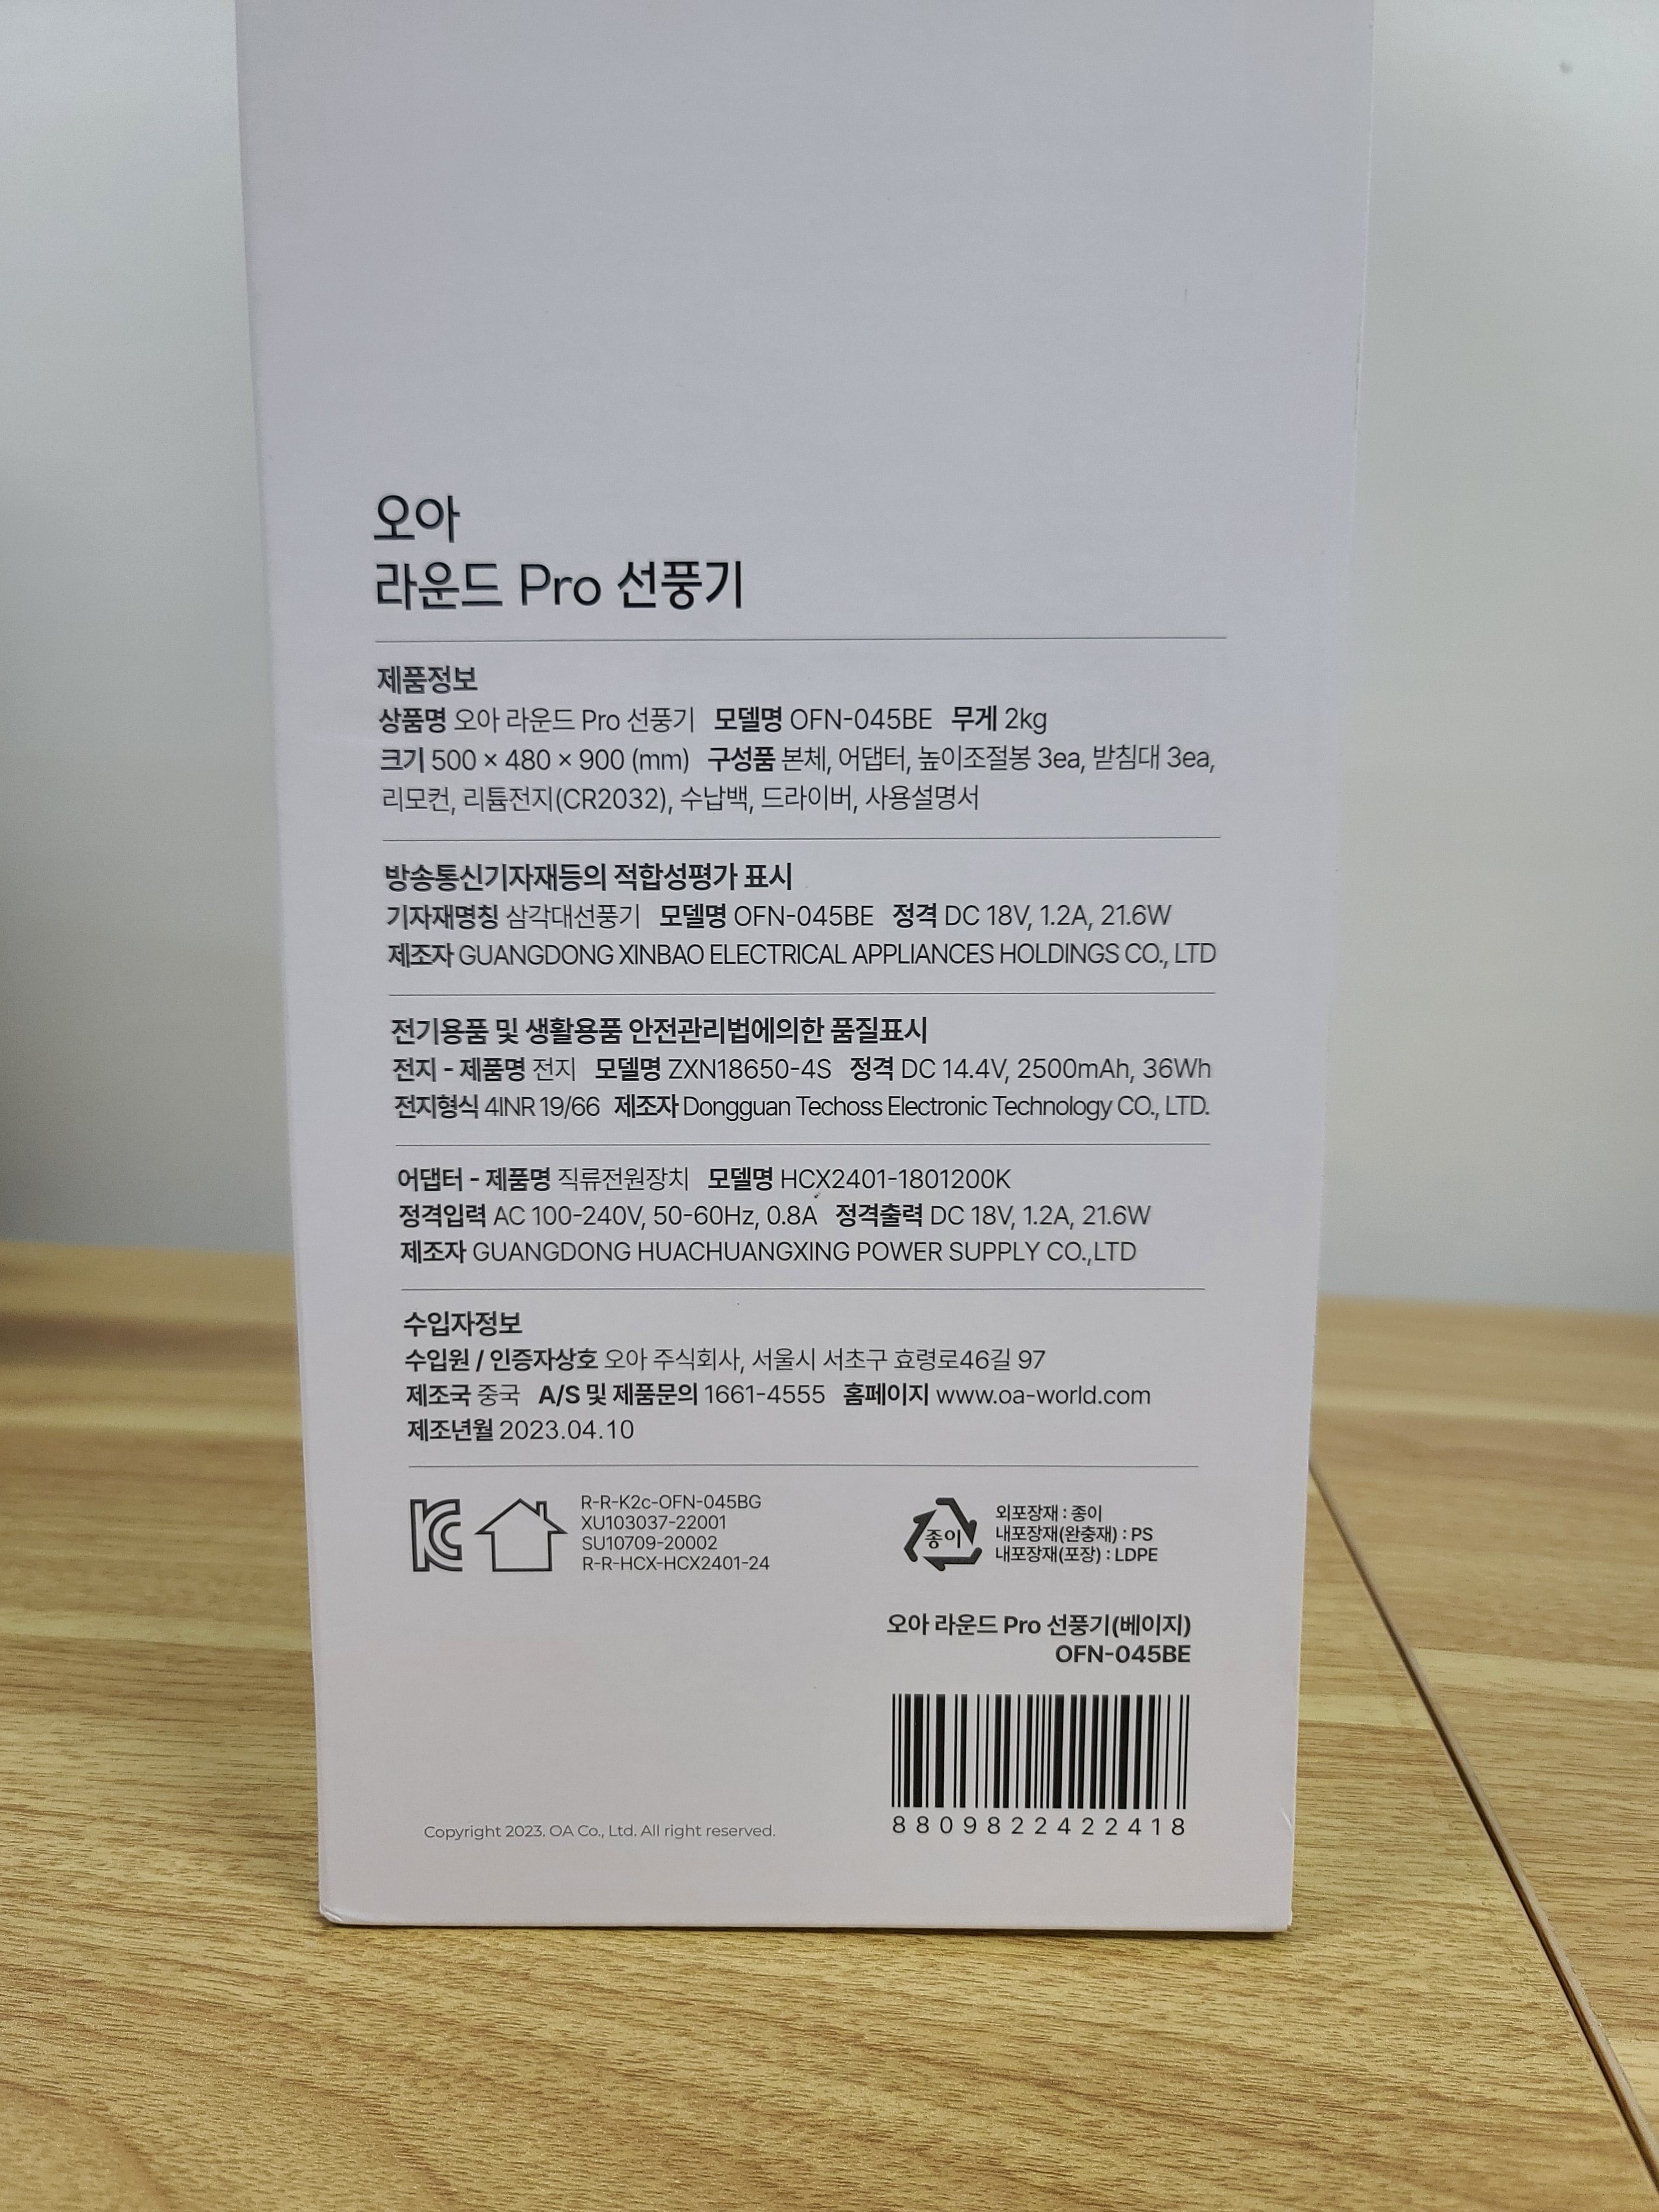 오아
라운드 Pro 선풍기
제품정보
상품명 오아 라운드 Pro 선풍기 모델명 OFN-045BE 무게 2kg
크기 500 × 480 × 900 (mm) 구성품 본체, 어댑터, 높이조절봉 3ea, 받침대 3ea,
리모컨, 리튬전지(CR2032), 수납백, 드라이버, 사용설명서
방송통신기자재등의 적합성평가 표시
기자재명칭 삼각대선풍기 모델명 OFN-045BE 정격 DC 18V, 1.2A, 21.6W
제조자 GUANGDONG XINBAO ELECTRICAL APPLIANCES HOLDINGS CO., LTD
전기용품 및 생활용품 안전관리법에의한 품질표시
전지 - 제품명 전지 모델명 ZXN18650-4S 정격 DC 14.4V, 2500mAh, 36Wh
전지형식 4INR 19/66 제조자 Dongguan Techoss Electronic Technology CO., LTD.
어댑터 - 제품명 직류전원장치 모델명 HCX2401-1801200K
정격입력 AC 100-240V, 50-60Hz, 0.8A 정격출력 DC 18V, 1.2A, 21.6W
제조자 GUANGDONG HUACHUANGXING POWER SUPPLY CO.,LTD
수입자정보
수입원 / 인증자상호 오아 주식회사, 서울시 서초구 효령로46길 97
제조국 중국 A/S 및 제품문의 1661-4555 홈페이지 www.oa-world.com
제조년월 2023.04.10
R-R-K2c-OFN-045BG
XU103037-22001
SU10709-20002
R-R-HCX-HCX2401-24
종이
외포장재 : 종이
내포장재(완충재) : PS
내포장재(포장) : LDPE
오아 라운드 Pro 선풍기(베이지)
OFN-045BE
8809822422418
Copyright 2023. OA Co., Ltd. All right reserved.